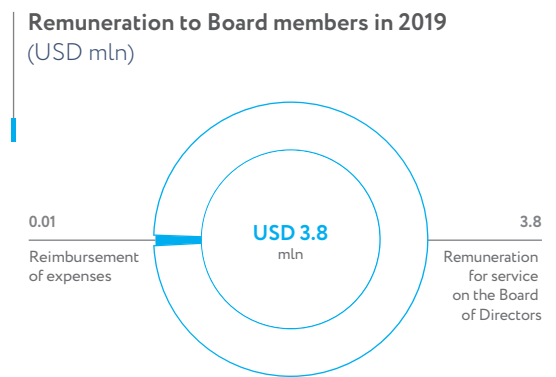 Remuneration to Board members in 2019
(USD mln)
0.01
Reimbursement
of expenses
USD 3.8
mln
3.8
Remuneration
for service
on the Board
of Directors